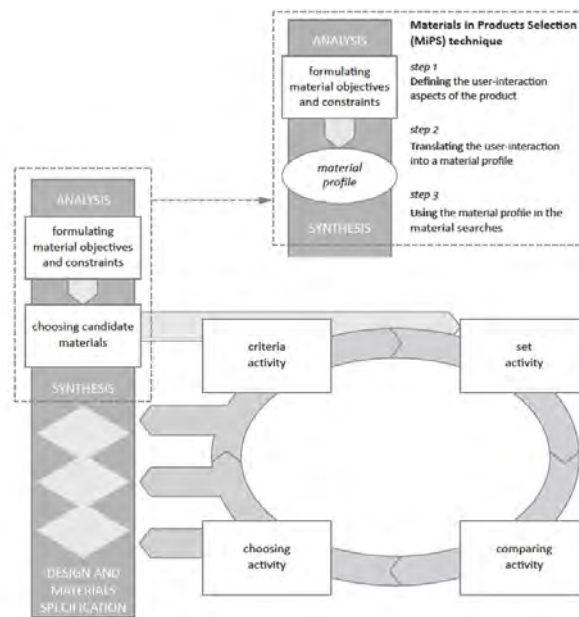 ANALYSIS
formulating
material objectives
and constraints
material
profile
SYNTHESIS
Materials in Products Selection
(MiPS) technique
step 1
Defining the user-interaction
aspects of the product
step 2
Translating the user-interaction
into a material profile
step 3
Using the material profile in the
material searches
ANALYSIS
formulating
material objectives
and constraints
choosing candidate
materials
SYNTHESIS
DESIGN AND
MATERIALS
SPECIFICATION
criteria
activity
set
activity
choosing
activity
comparing
activity